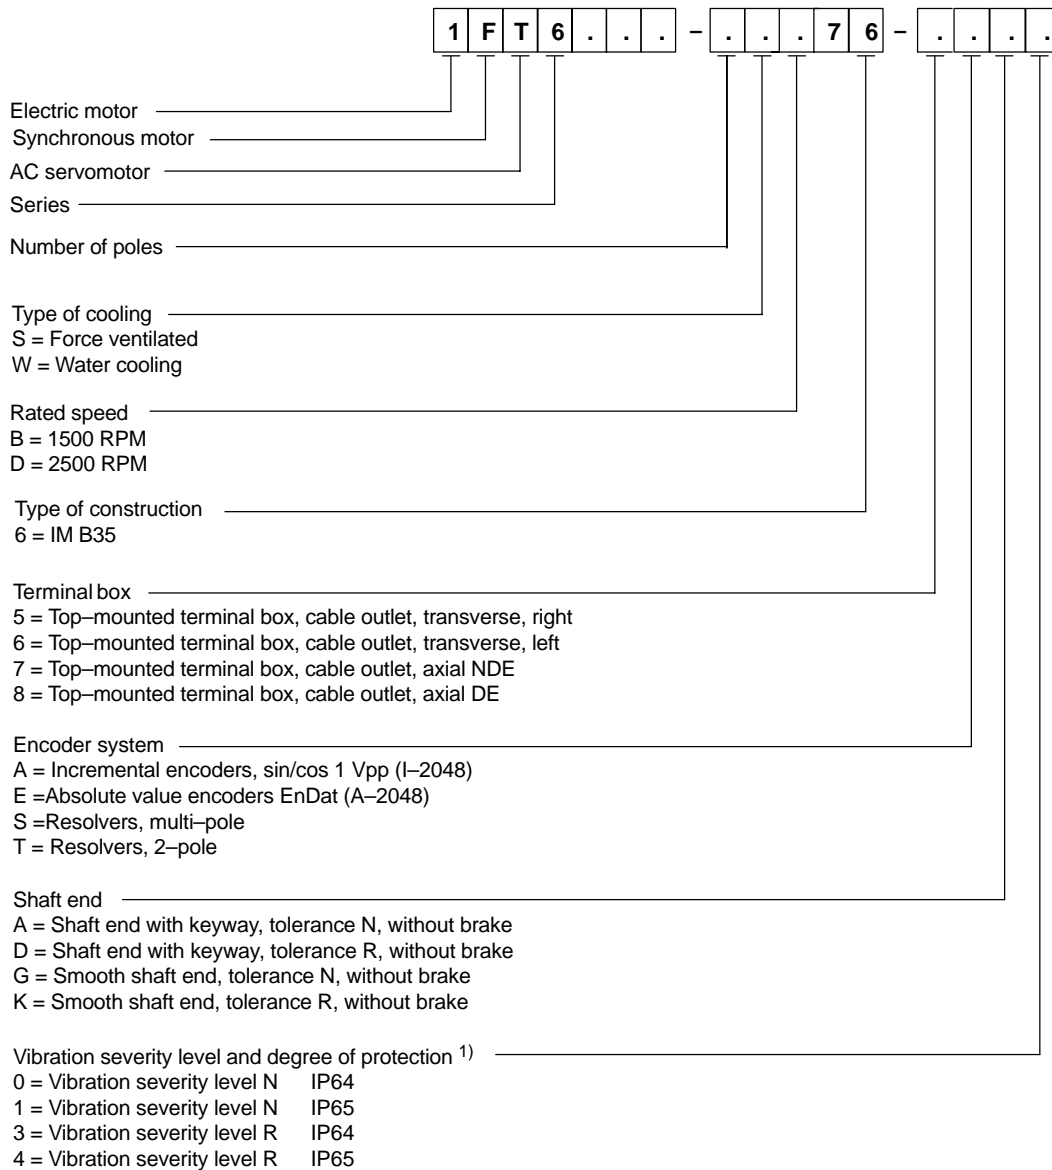 1 F T 6 . . . – . . . 7 6 – . . . .
Electric motor
Synchronous motor
AC servomotor
Series
Number of poles
Type of cooling
S = Force ventilated
W = Water cooling
Rated speed
B = 1500 RPM
D = 2500 RPM
Type of construction
6 = IM B35
Terminal box
5 = Top–mounted terminal box, cable outlet, transverse, right
6 = Top–mounted terminal box, cable outlet, transverse, left
7 = Top–mounted terminal box, cable outlet, axial NDE
8 = Top–mounted terminal box, cable outlet, axial DE
Encoder system
A = Incremental encoders, sin/cos 1 Vpp (I–2048)
E =Absolute value encoders EnDat (A–2048)
S =Resolvers, multi–pole
T = Resolvers, 2–pole
Shaft end
A = Shaft end with keyway, tolerance N, without brake
D = Shaft end with keyway, tolerance R, without brake
G = Smooth shaft end, tolerance N, without brake
K = Smooth shaft end, tolerance R, without brake
Vibration severity level and degree of protection 1)
0 = Vibration severity level N IP64
1 = Vibration severity level N IP65
3 = Vibration severity level R IP64
4 = Vibration severity level R IP65